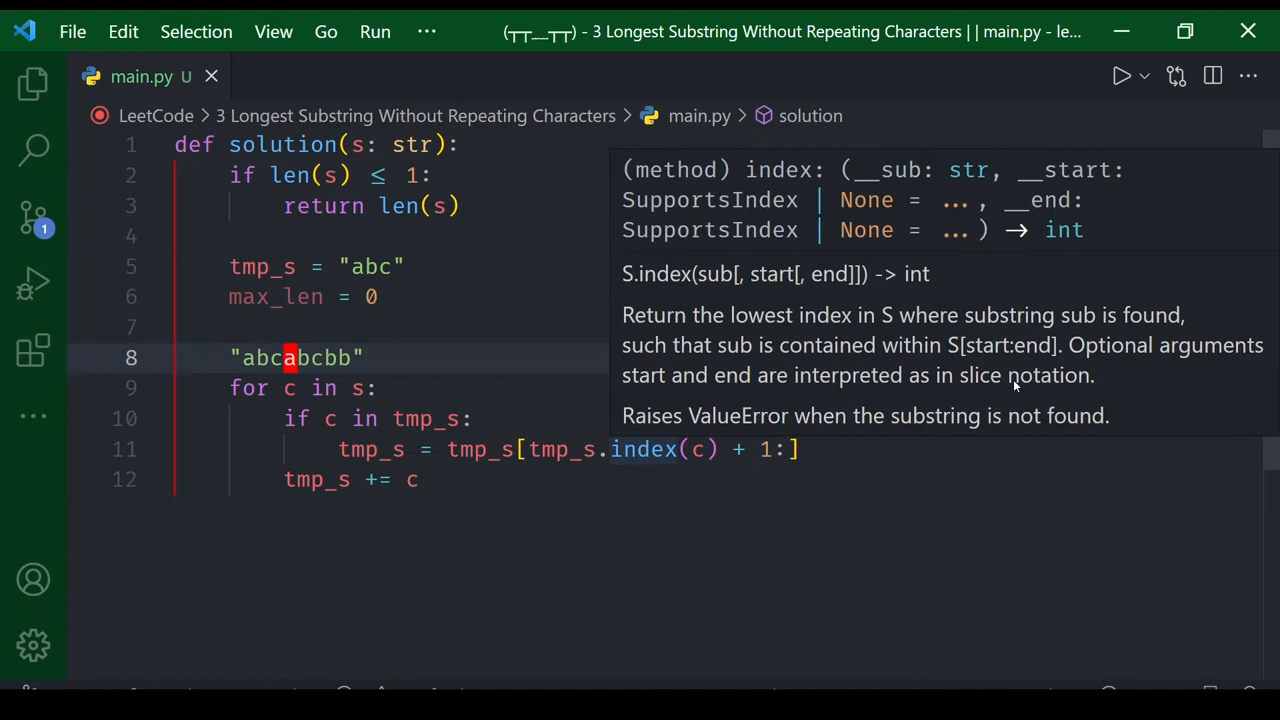 File Edit Selection View Go Run ··· (┬┬__┬┬) - 3 Longest Substring Without Repeating Characters | | main.py - le...
main.py U
LeetCode > 3 Longest Substring Without Repeating Characters > main.py > solution
1 def solution(s: str):
2 if len(s) ≤ 1:
3 return len(s)
4
5 tmp_s = "abc"
6 max_len = 0
7
8 "abcabcbb"
9 for c in s:
10 if c in tmp_s:
11 tmp_s = tmp_s[tmp_s.index(c) + 1:]
12 tmp_s += c
(method) index: (__sub: str, __start:
SupportsIndex | None = ..., __end:
SupportsIndex | None = ...) → int
S.index(sub[, start[, end]]) -> int
Return the lowest index in S where substring sub is found,
such that sub is contained within S[start:end]. Optional arguments
start and end are interpreted as in slice notation.
Raises ValueError when the substring is not found.
1